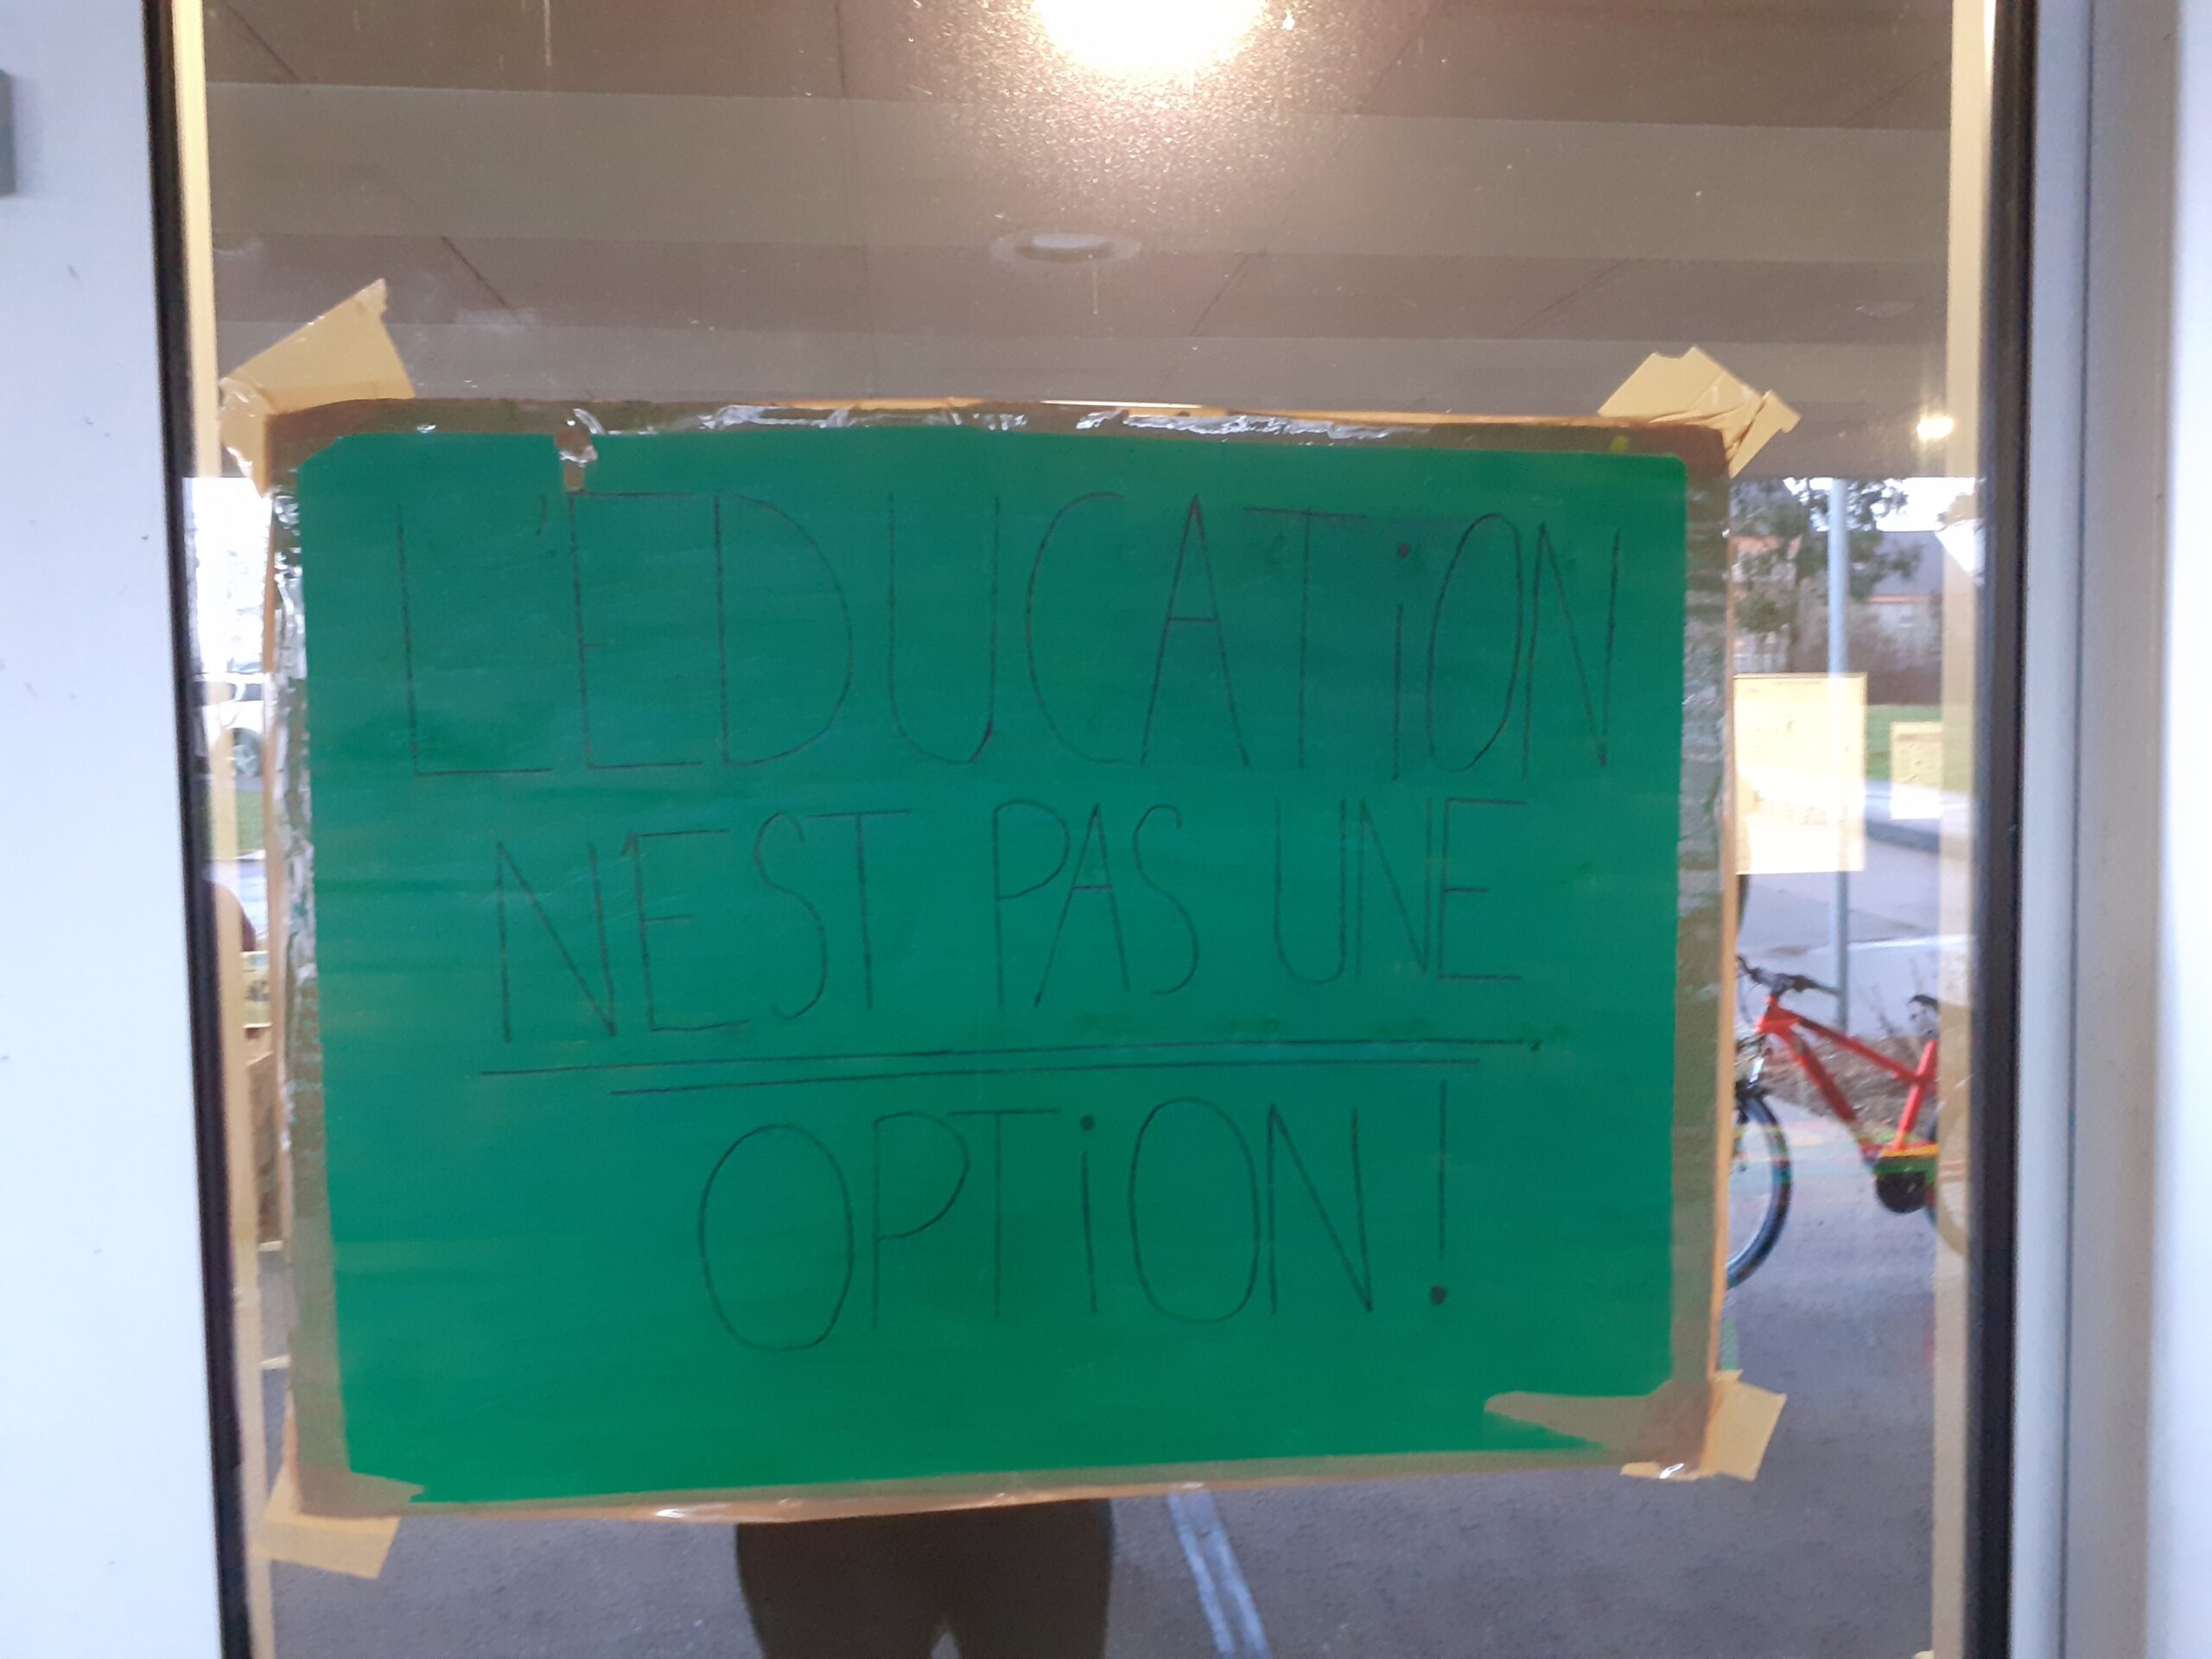 L'EDUCATiON
N'EST PAS UNE
OPTiON !